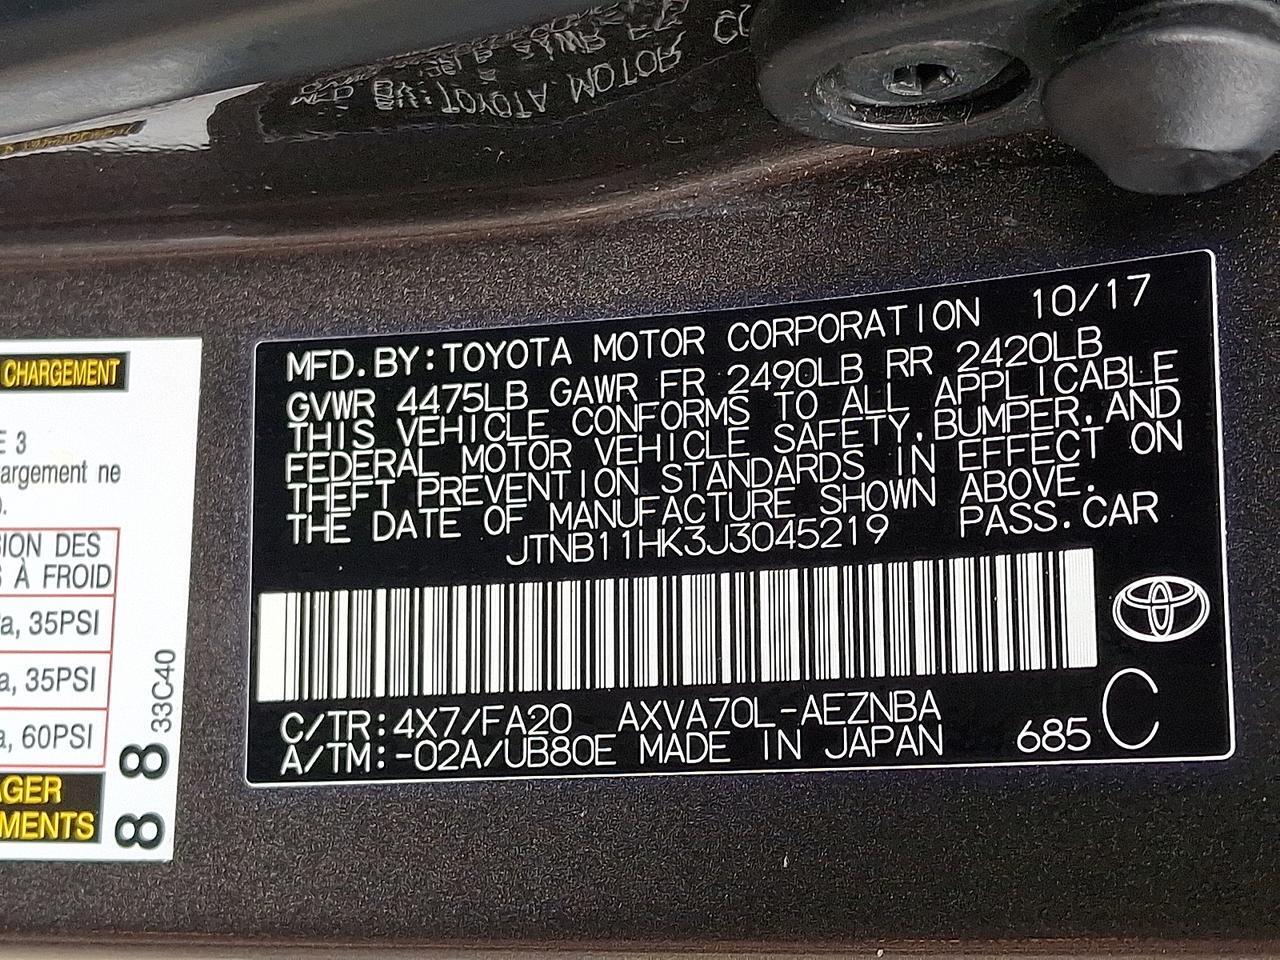 CHARGEMENT
E 3
argement ne
ION DES
À FROID
a, 35PSI
a, 35PSI
a, 60PSI
AGER
MENTS
8 8 33C40
MFD.BY:TOYOTA MOTOR CORPORATION 10/17
GVWR 4475LB GAWR FR 2490LB RR 2420LB
THIS VEHICLE CONFORMS TO ALL APPLICABLE
FEDERAL MOTOR VEHICLE SAFETY,BUMPER,AND
THEFT PREVENTION STANDARDS IN EFFECT ON
THE DATE OF MANUFACTURE SHOWN ABOVE.
JTNB11HK3J3045219 PASS.CAR
C/TR:4X7/FA20 AXVA70L-AEZNBA
A/TM:-02A/UB80E MADE IN JAPAN 685 C